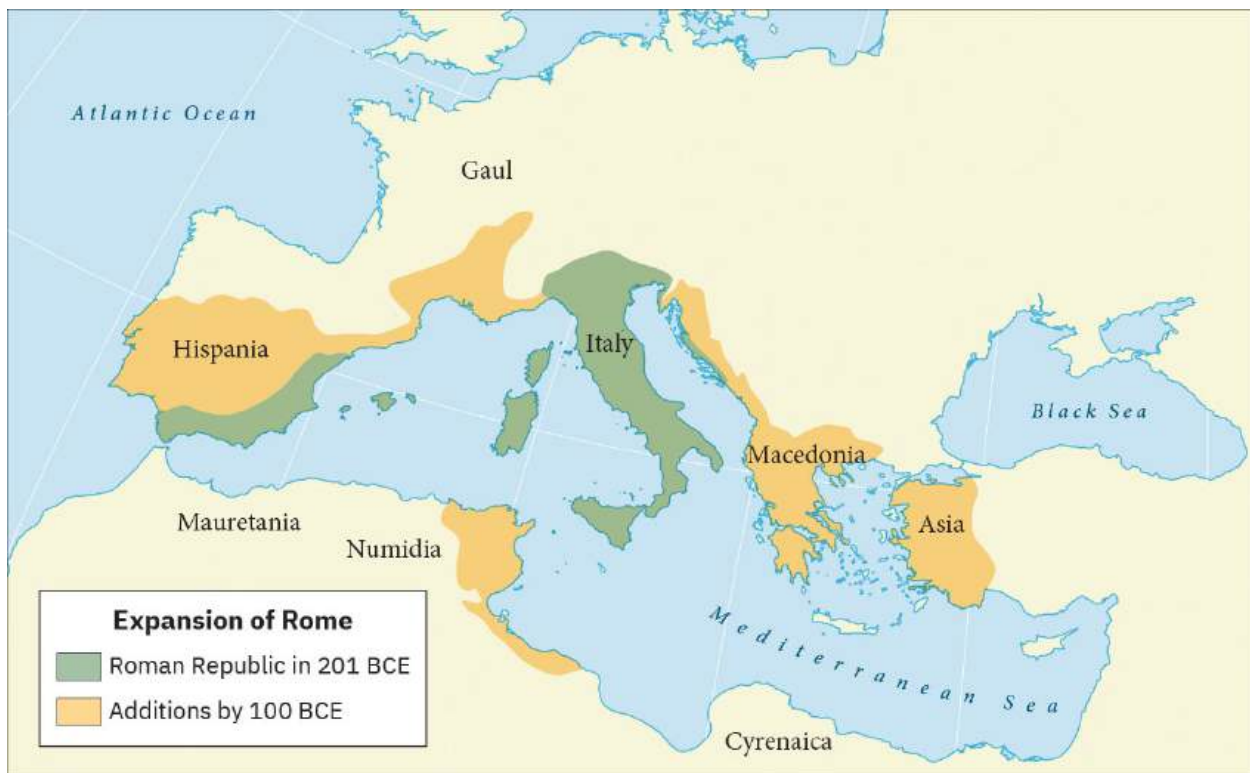 Atlantic Ocean
Gaul
Hispania
Italy
Black Sea
Macedonia
Asia
Mauretania
Numidia
Mediterranean Sea
Cyrenaica
Expansion of Rome
Roman Republic in 201 BCE
Additions by 100 BCE